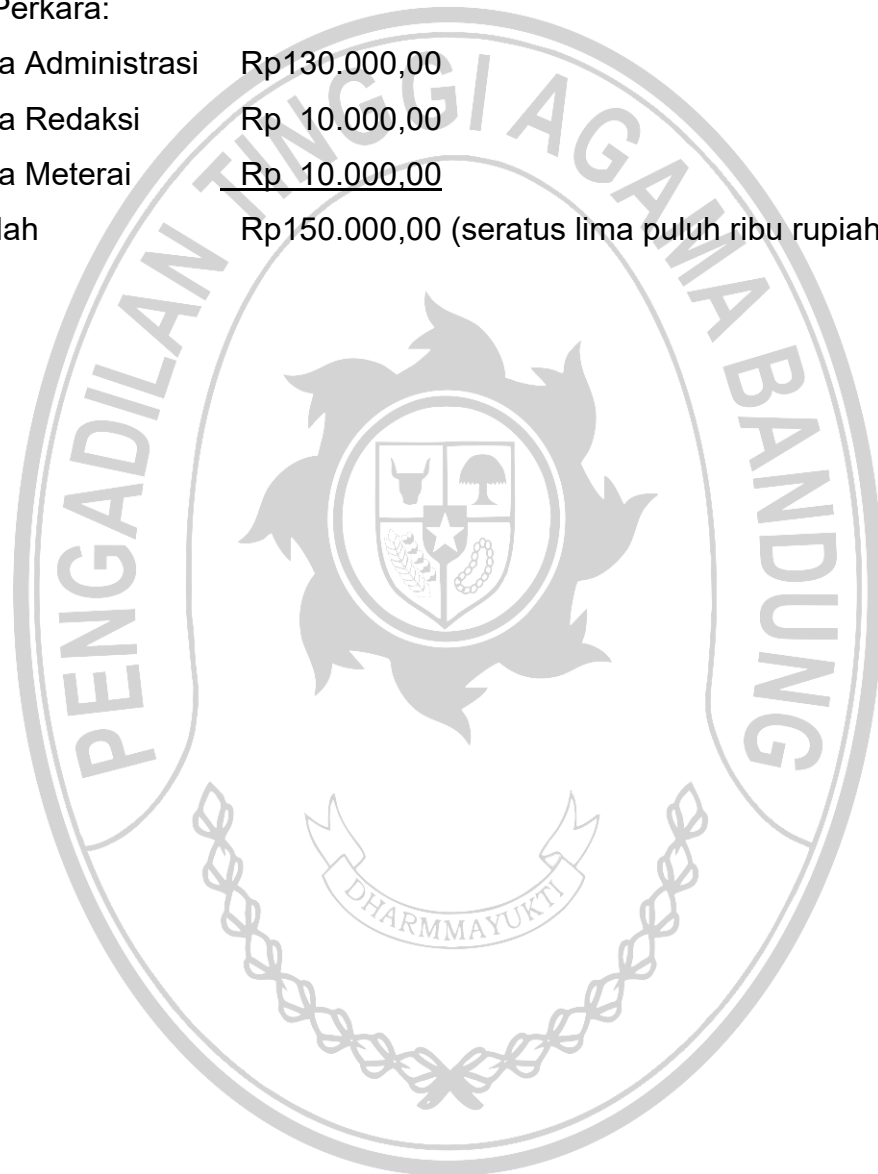 Perkara:
a Administrasi Rp130.000,00
a Redaksi Rp 10.000,00
a Meterai Rp 10.000,00
lah Rp150.000,00 (seratus lima puluh ribu rupiah
PENGADILAN TINGGI AGAMA BANDUNG
DHARMMAYUKTI